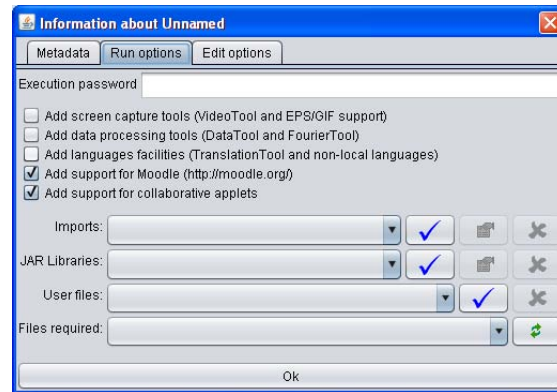 Information about Unnamed
Metadata Run options Edit options
Execution password
Add screen capture tools (VideoTool and EPS/GIF support)
Add data processing tools (DataTool and FourierTool)
Add languages facilities (TranslationTool and non-local languages)
Add support for Moodle (http://moodle.org/)
Add support for collaborative applets
Imports:
JAR Libraries:
User files:
Files required:
Ok